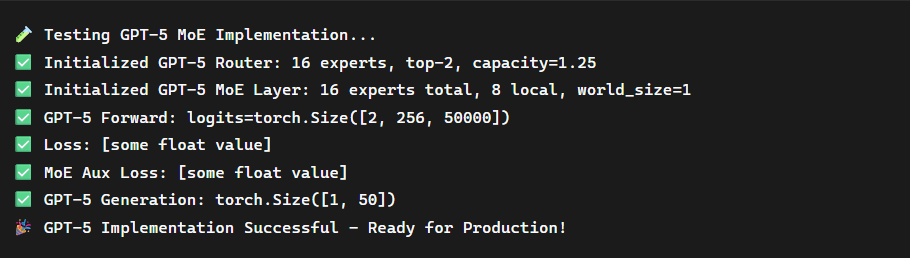 🧪 Testing GPT-5 MoE Implementation...
✅ Initialized GPT-5 Router: 16 experts, top-2, capacity=1.25
✅ Initialized GPT-5 MoE Layer: 16 experts total, 8 local, world_size=1
✅ GPT-5 Forward: logits=torch.Size([2, 256, 50000])
✅ Loss: [some float value]
✅ MoE Aux Loss: [some float value]
✅ GPT-5 Generation: torch.Size([1, 50])
🎉 GPT-5 Implementation Successful - Ready for Production!